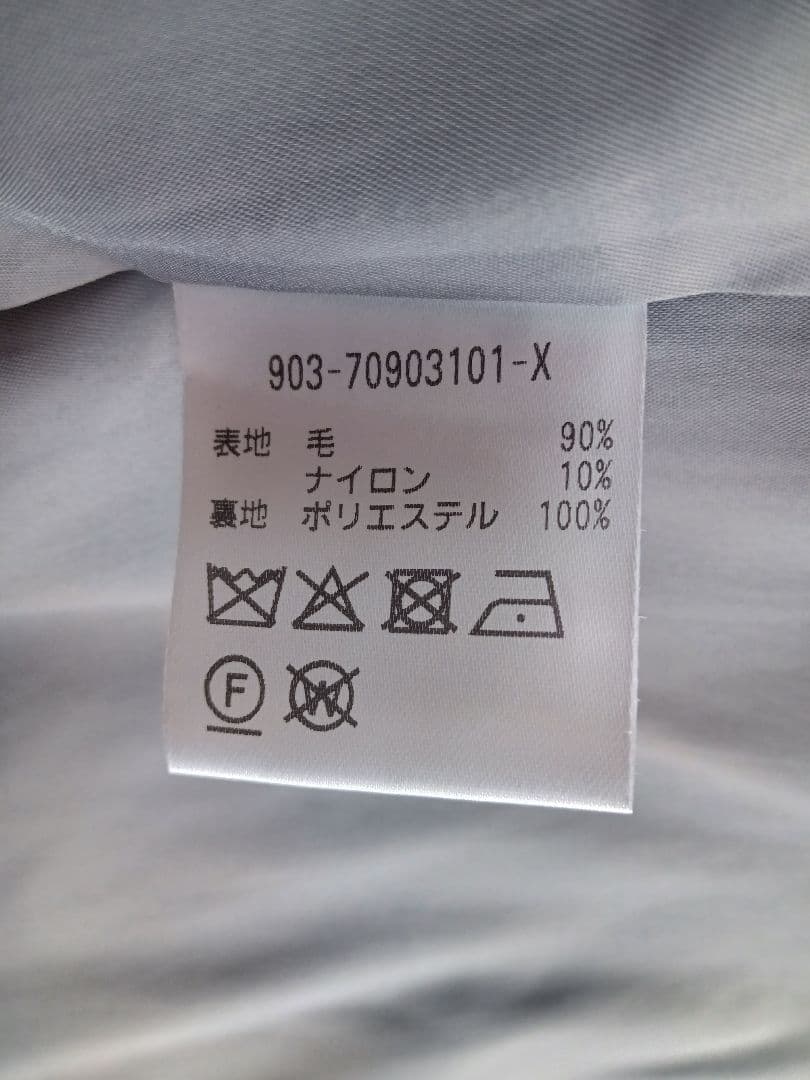 903-70903101-X
表地 毛 90%
ナイロン 10%
裏地 ポリエステル 100%
F W